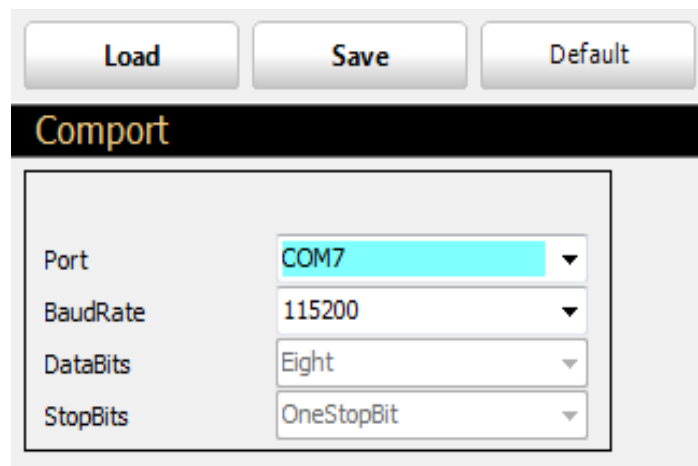 Load Save Default
Comport
Port COM7
BaudRate 115200
DataBits Eight
StopBits OneStopBit